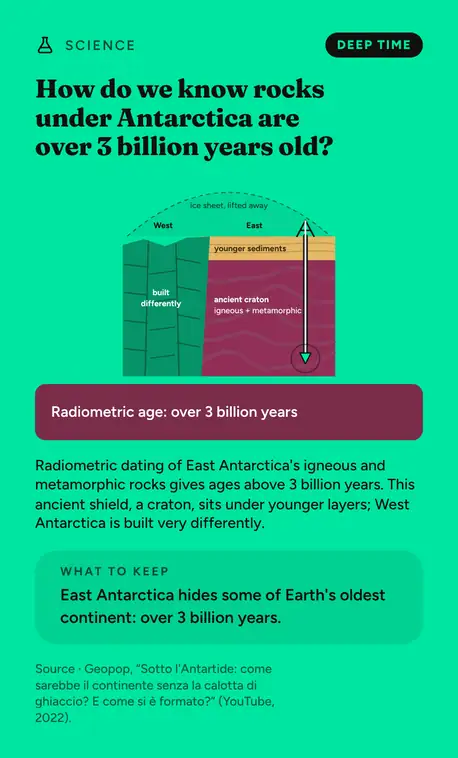 SCIENCE
DEEP TIME
How do we know rocks
under Antarctica are
over 3 billion years old?
ice sheet, lifted away
West
East
younger sediments
built
differently
ancient craton
igneous + metamorphic
Radiometric age: over 3 billion years
Radiometric dating of East Antarctica's igneous and
metamorphic rocks gives ages above 3 billion years. This
ancient shield, a craton, sits under younger layers; West
Antarctica is built very differently.
WHAT TO KEEP
East Antarctica hides some of Earth's oldest
continent: over 3 billion years.
Source · Geopop, “Sotto l’Antartide: come
sarebbe il continente senza la calotta di
ghiaccio? E come si è formato?” (YouTube,
2022).